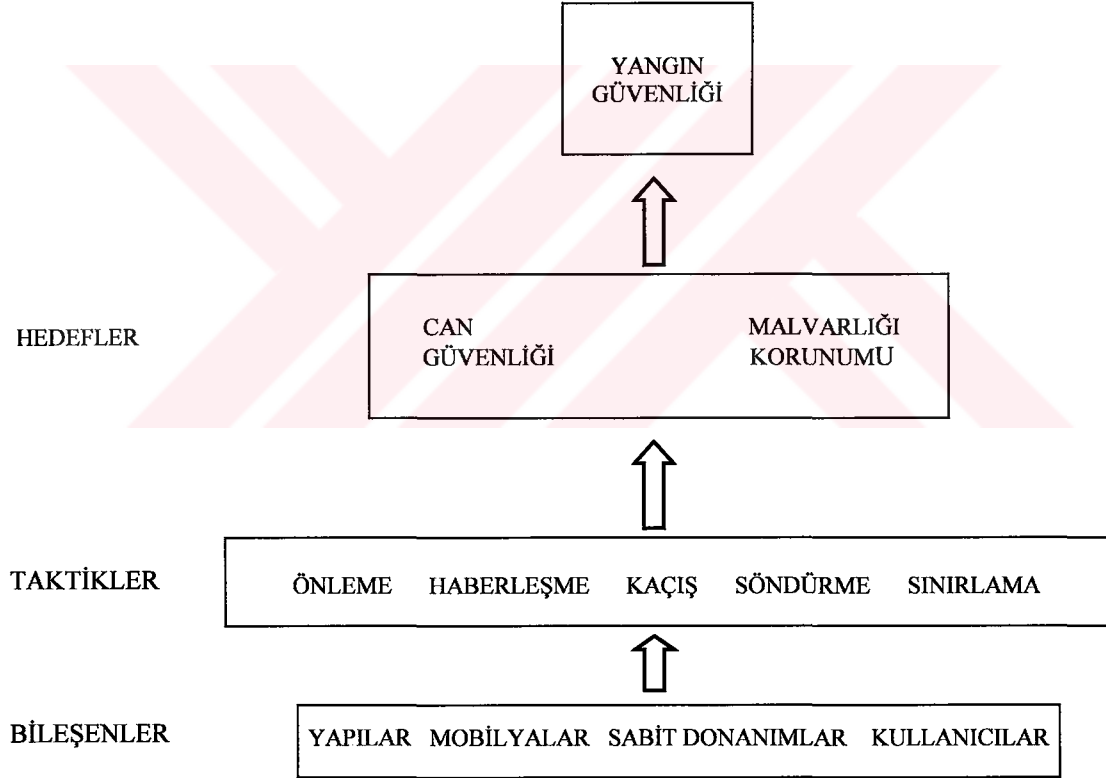 YANGIN
GÜVENLİĞİ
HEDEFLER
CAN
GÜVENLİĞİ
MALVARLIĞI
KORUNUMU
TAKTİKLER
ÖNLEME HABERLEŞME KAÇIŞ SÖNDÜRME SINIRLAMA
BİLEŞENLER
YAPILAR MOBİLYALAR SABİT DONANIMLAR KULLANICILAR